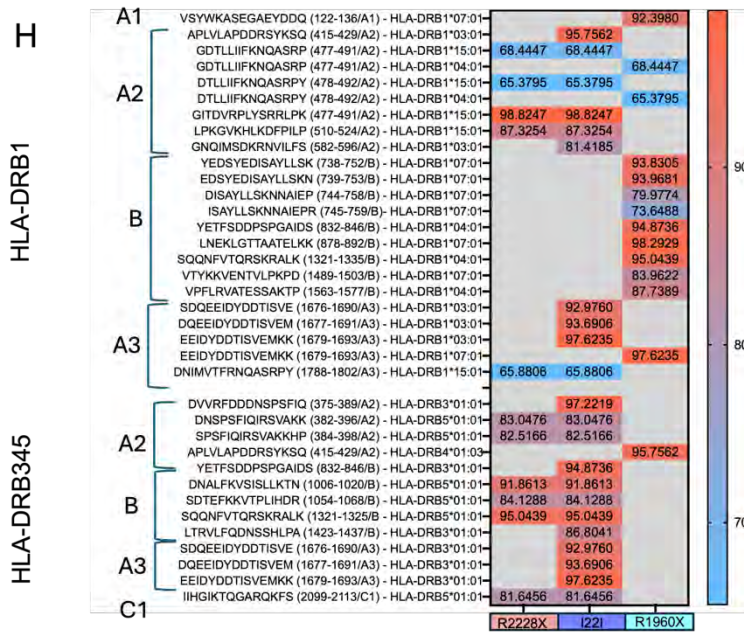 H
HLA-DRB1
A1
VSYWKASEGAEYDDQ (122-136/A1) - HLA-DRB1*07:01 92.3980
A2
APLVLAPDDRSYKSQ (415-429/A2) - HLA-DRB1*03:01 95.7562
GDTLLIIFKNQASRP (477-491/A2) - HLA-DRB1*15:01 68.4447 68.4447
GDTLLIIFKNQASRP (477-491/A2) - HLA-DRB1*04:01 68.4447
DTLLIIFKNQASRPY (478-492/A2) - HLA-DRB1*15:01 65.3795 65.3795
DTLLIIFKNQASRPY (478-492/A2) - HLA-DRB1*04:01 65.3795
GITDVRPLYSRRLPK (477-491/A2) - HLA-DRB1*15:01 98.8247 98.8247
LPKGVKHLKDFPILP (510-524/A2) - HLA-DRB1*15:01 87.3254 87.3254
GNQIMSDKRNVILFS (582-596/A2) - HLA-DRB1*03:01 81.4185
B
YEDSYEDISAYLLSK (738-752/B) - HLA-DRB1*07:01 93.8305
EDSYEDISAYLLSKN (739-753/B) - HLA-DRB1*07:01 93.9681
DISAYLLSKNNAIEP (744-758/B) - HLA-DRB1*07:01 79.9774
ISAYLLSKNNAIEPR (745-759/B)- HLA-DRB1*07:01 73.6488
YETFSDDPSPGAIDS (832-846/B) - HLA-DRB1*04:01 94.8736
LNEKLGTTAATELKK (878-892/B) - HLA-DRB1*07:01 98.2929
SQQNFVTQRSKRALK (1321-1335/B) - HLA-DRB1*04:01 95.0439
VTYKKVENTVLPKPD (1489-1503/B) - HLA-DRB1*07:01 83.9622
VPFLRVATESSAKTP (1563-1577/B) - HLA-DRB1*04:01 87.7389
A3
SDQEEIDYDDTISVE (1676-1690/A3) - HLA-DRB1*03:01 92.9760
DQEEIDYDDTISVEM (1677-1691/A3) - HLA-DRB1*03:01 93.6906
EEIDYDDTISVEMKK (1679-1693/A3) - HLA-DRB1*03:01 97.6235
EEIDYDDTISVEMKK (1679-1693/A3) - HLA-DRB1*07:01 97.6235
DNIMVTFRNQASRPY (1788-1802/A3) - HLA-DRB1*15:01 65.8806 65.8806
HLA-DRB345
A2
DVVRFDDDNSPSFIQ (375-389/A2) - HLA-DRB3*01:01 97.2219
DNSPSFIQIRSVAKK (382-396/A2) - HLA-DRB5*01:01 83.0476 83.0476
SPSFIQIRSVAKKHP (384-398/A2) - HLA-DRB5*01:01 82.5166 82.5166
APLVLAPDDRSYKSQ (415-429/A2) - HLA-DRB4*01:03 95.7562
B
YETFSDDPSPGAIDS (832-846/B) - HLA-DRB3*01:01 94.8736
DNALFKVSISLLKTN (1006-1020/B) - HLA-DRB5*01:01 91.8613 91.8613
SDTEFKKVTPLIHDR (1054-1068/B) - HLA-DRB5*01:01 84.1288 84.1288
SQQNFVTQRSKRALK (1321-1325/B - HLA-DRB5*01:01 95.0439 95.0439
LTRVLFQDNSSHLPA (1423-1437/B) - HLA-DRB3*01:01 86.8041
A3
SDQEEIDYDDTISVE (1676-1690/A3) - HLA-DRB3*01:01 92.9760
DQEEIDYDDTISVEM (1677-1691/A3) - HLA-DRB3*01:01 93.6906
EEIDYDDTISVEMKK (1679-1693/A3) - HLA-DRB3*01:01 97.6235
C1
IIHGIKTQGARQKFS (2099-2113/C1) - HLA-DRB5*01:01 81.6456 81.6456
R2228X I22I R1960X
90
80
70